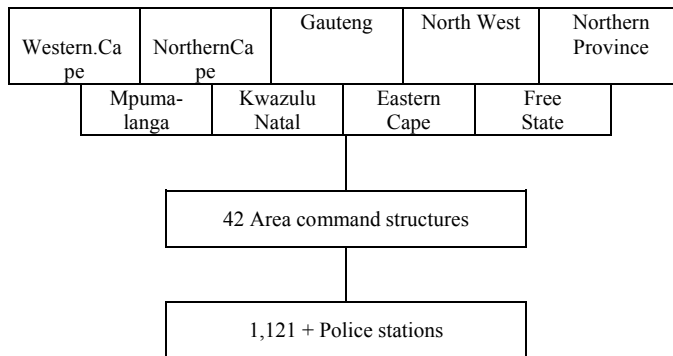 Western.Ca
pe
NorthernCa
pe
Gauteng
North West
Northern
Province
Mpuma-
langa
Kwazulu
Natal
Eastern
Cape
Free
State
42 Area command structures
1,121 + Police stations